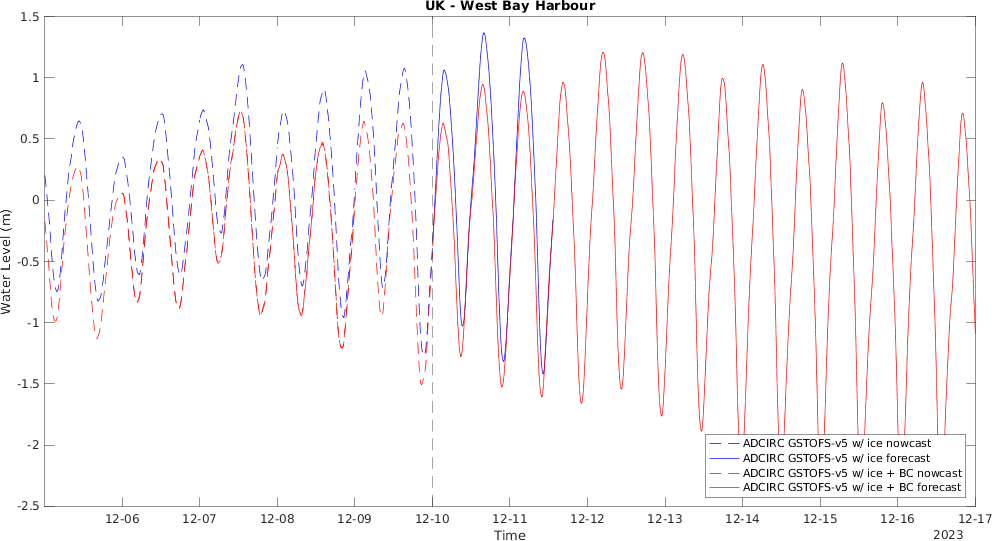 UK - West Bay Harbour
1.5
1
0.5
0
-0.5
-1
-1.5
-2
-2.5
Water Level (m)
ADCIRC GSTOFS-v5 w/ ice nowcast
ADCIRC GSTOFS-v5 w/ ice forecast
ADCIRC GSTOFS-v5 w/ ice + BC nowcast
ADCIRC GSTOFS-v5 w/ ice + BC forecast
12-06 12-07 12-08 12-09 12-10 12-11 12-12 12-13 12-14 12-15 12-16 12-17
Time
2023